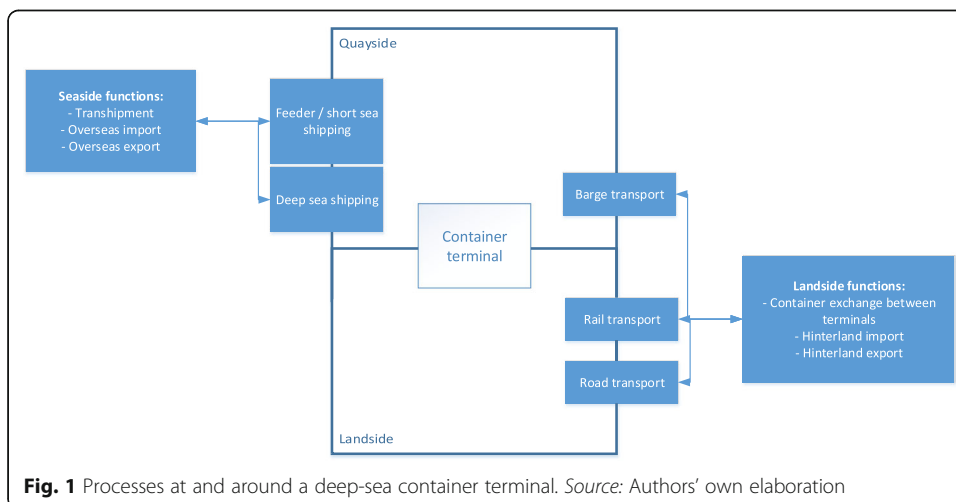 Quayside
Seaside functions:
- Transhipment
- Overseas import
- Overseas export
Feeder / short sea
shipping
Deep sea shipping
Barge transport
Container
terminal
Landside functions:
- Container exchange between
terminals
- Hinterland import
- Hinterland export
Rail transport
Road transport
Landside
Fig. 1 Processes at and around a deep-sea container terminal. Source: Authors’ own elaboration